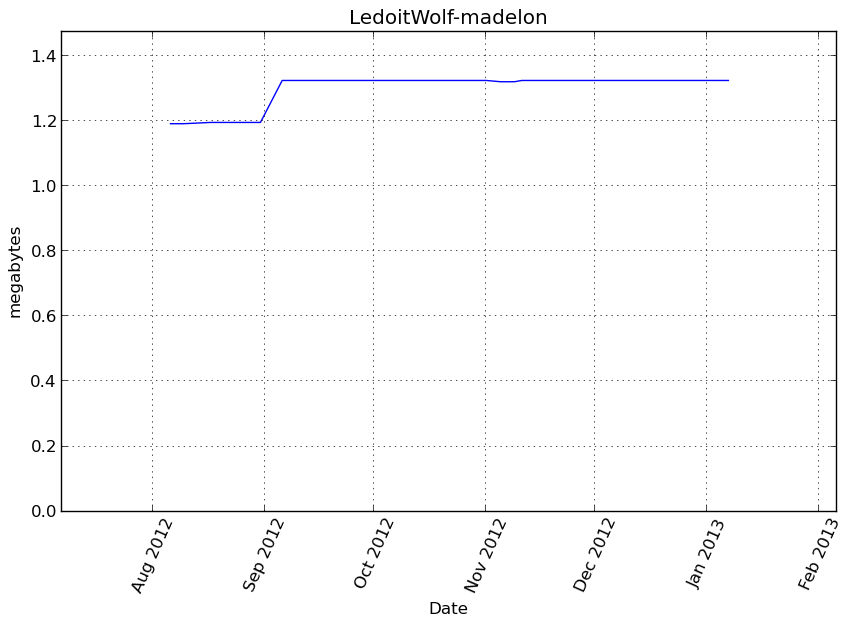 LedoitWolf-madelon
1.4
1.2
1.0
0.8
0.6
0.4
0.2
0.0
megabytes
Aug 2012
Sep 2012
Oct 2012
Nov 2012
Dec 2012
Jan 2013
Feb 2013
Date